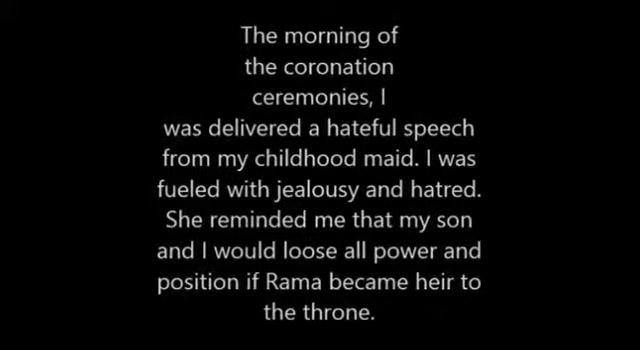 The morning of
the coronation
ceremonies, I
was delivered a hateful speech
from my childhood maid. I was
fueled with jealousy and hatred.
She reminded me that my son
and I would loose all power and
position if Rama became heir to
the throne.